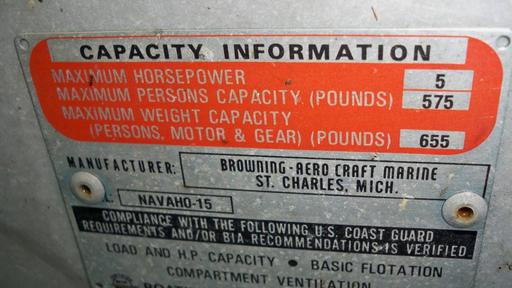 CAPACITY INFORMATION
MAXIMUM HORSEPOWER 5
MAXIMUM PERSONS CAPACITY (POUNDS) 575
MAXIMUM WEIGHT CAPACITY
(PERSONS, MOTOR & GEAR) (POUNDS) 655
MANUFACTURER: BROWNING-AERO CRAFT MARINE
ST. CHARLES, MICH.
NAVAHO-15
COMPLIANCE WITH THE FOLLOWING U.S. COAST GUARD
REQUIREMENTS AND/OR BIA RECOMMENDATIONS IS VERIFIED
LOAD AND H.P. CAPACITY • BASIC FLOTATION
COMPARTMENT VENTILATION